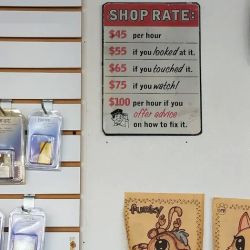 SHOP RATE:
$45 per hour
$55 if you looked at it.
$65 if you touched it.
$75 if you watch!
$100 per hour if you
offer advice
on how to fix it.